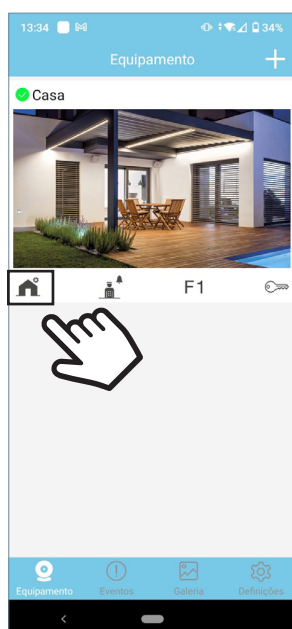 13:34 34%
Equipamento
Casa
F1
Equipamento Eventos Galeria Definições